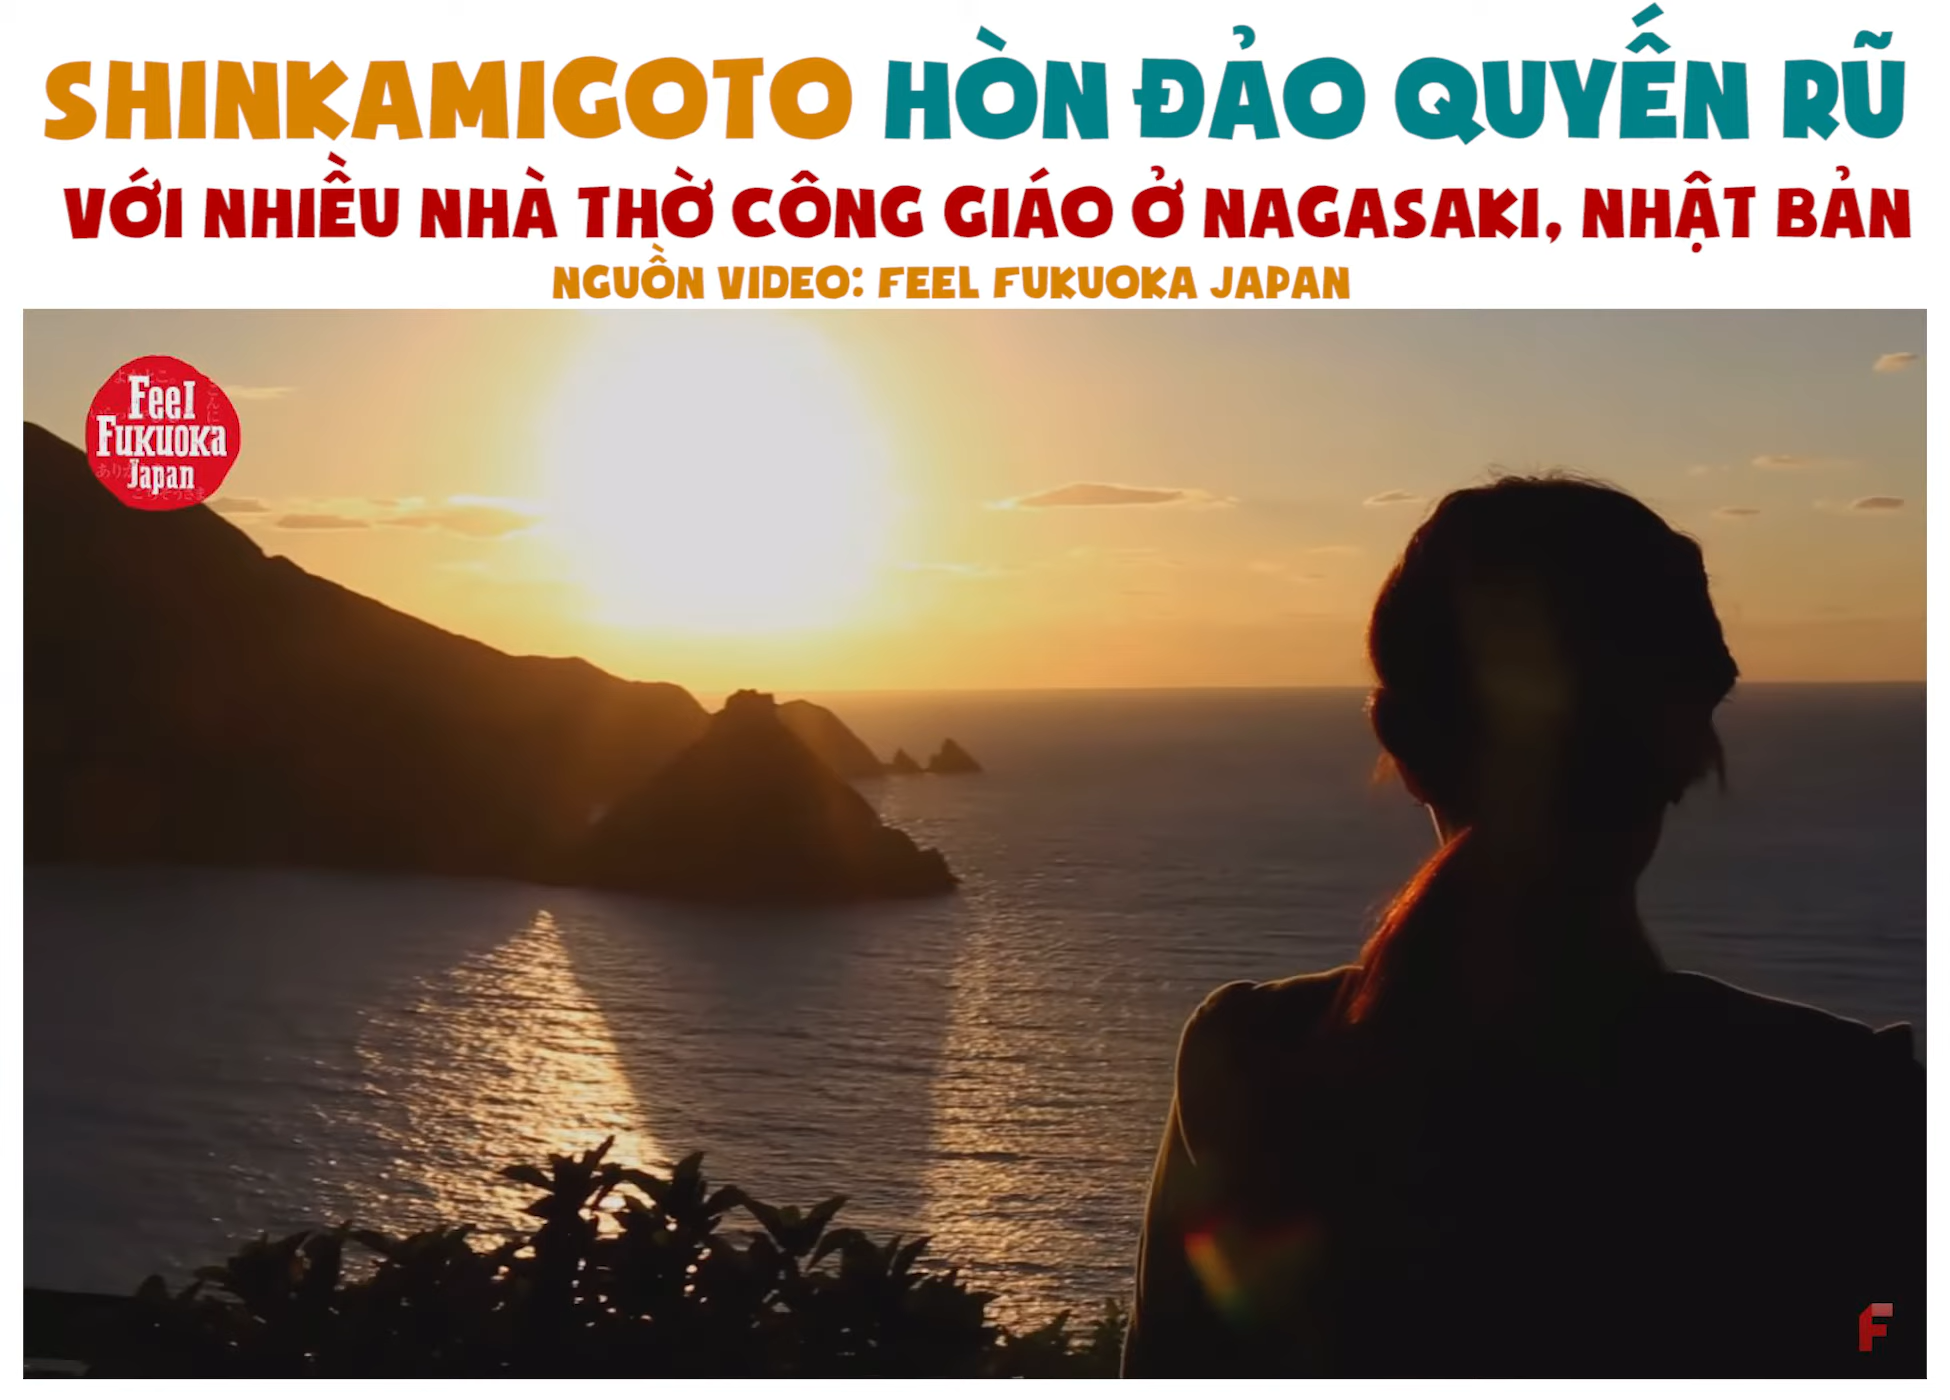 SHINKAMIGOTO HÒN ĐẢO QUYẾN RŨ
VỚI NHIỀU NHÀ THỜ CÔNG GIÁO Ở NAGASAKI, NHẬT BẢN
NGUỒN VIDEO: FEEL FUKUOKA JAPAN
Feel
Fukuoka
Japan
F